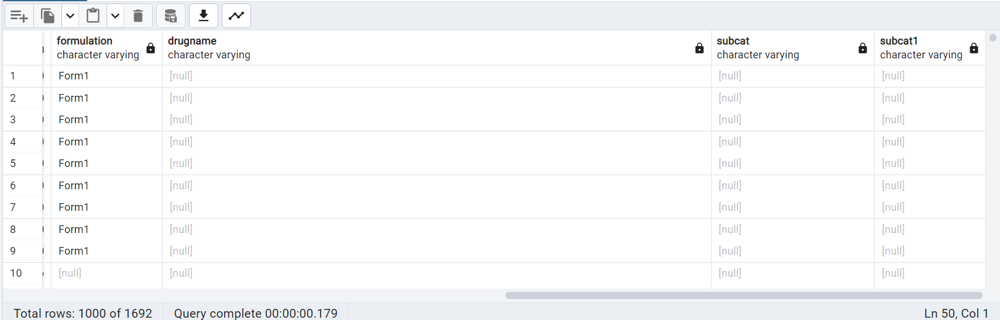 formulation drugname subcat subcat1
character varying character varying character varying character varying
1 Form1 [null] [null] [null]
2 Form1 [null] [null] [null]
3 Form1 [null] [null] [null]
4 Form1 [null] [null] [null]
5 Form1 [null] [null] [null]
6 Form1 [null] [null] [null]
7 Form1 [null] [null] [null]
8 Form1 [null] [null] [null]
9 Form1 [null] [null] [null]
10 [null] [null] [null] [null]
Total rows: 1000 of 1692 Query complete 00:00:00.179 Ln 50, Col 1